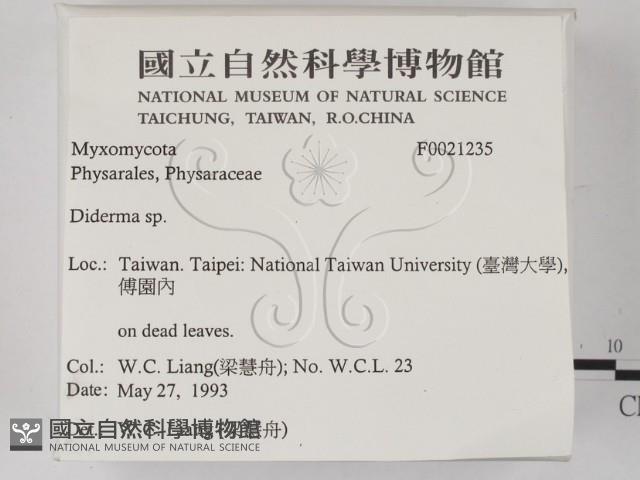 國立自然科學博物館
NATIONAL MUSEUM OF NATURAL SCIENCE
TAICHUNG, TAIWAN, R.O.CHINA
Myxomycota F0021235
Physarales, Physaraceae
Diderma sp.
Loc.: Taiwan. Taipei: National Taiwan University (臺灣大學),
傅園內
on dead leaves.
Col.: W.C. Liang(梁慧舟); No. W.C.L. 23
Date: May 27, 1993
國立自然科學博物館
NATIONAL MUSEUM OF NATURAL SCIENCE
10